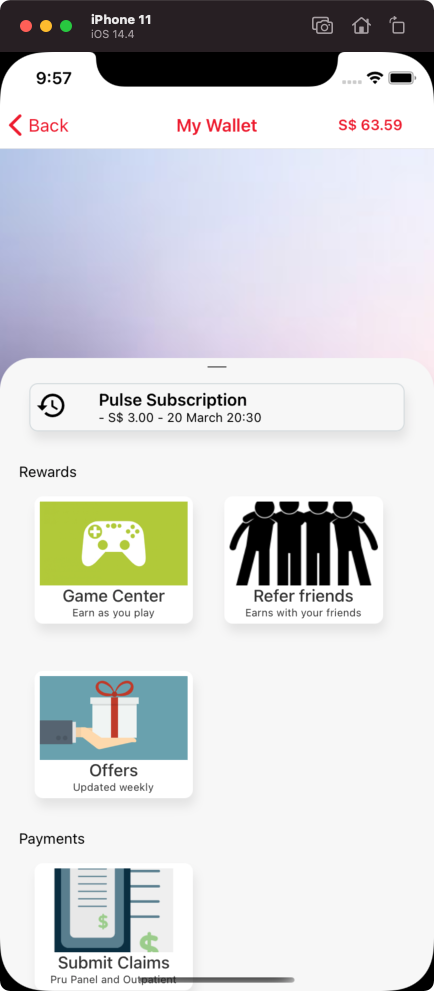 iPhone 11
iOS 14.4
9:57
Back
My Wallet
S$ 63.59
Pulse Subscription
- S$ 3.00 - 20 March 20:30
Rewards
Game Center
Earn as you play
Refer friends
Earns with your friends
Offers
Updated weekly
Payments
$
$
Submit Claims
Pru Panel and Outpatient